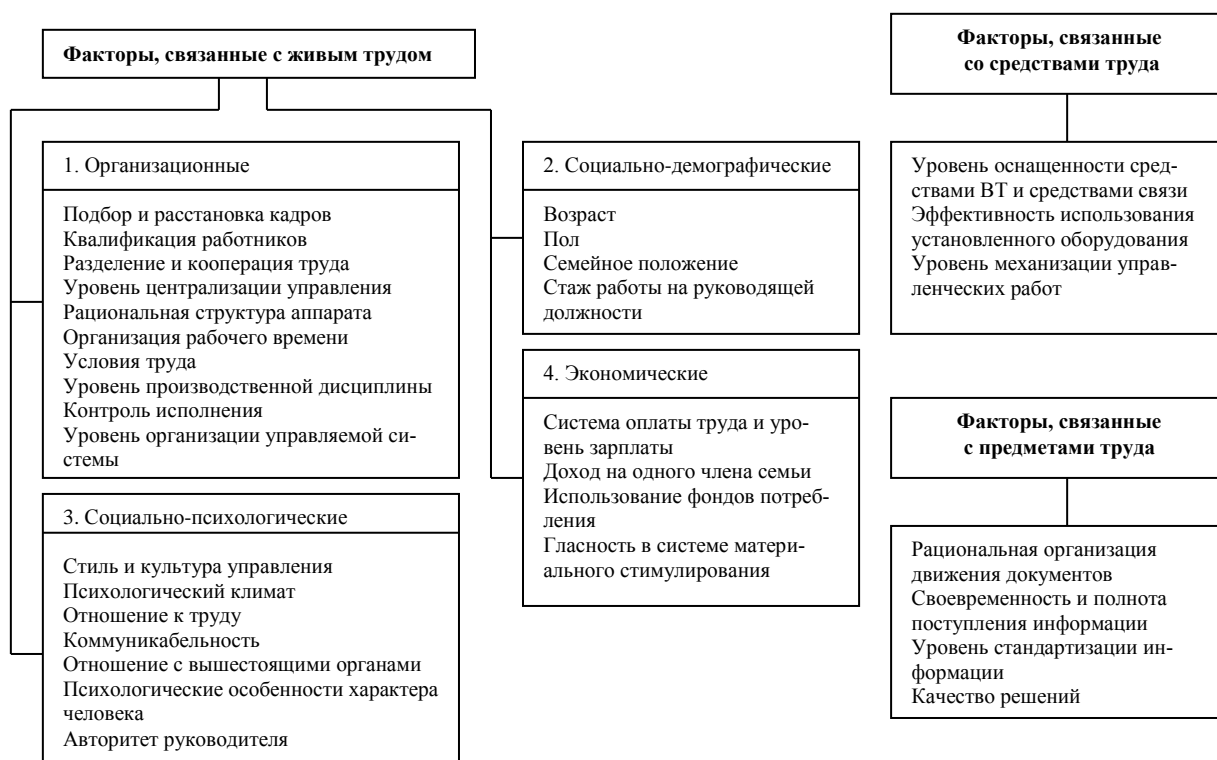 Факторы, связанные с живым трудом
1. Организационные
Подбор и расстановка кадров
Квалификация работников
Разделение и кооперация труда
Уровень централизации управления
Рациональная структура аппарата
Организация рабочего времени
Условия труда
Уровень производственной дисциплины
Контроль исполнения
Уровень организации управляемой си-
стемы
2. Социально-демографические
Возраст
Пол
Семейное положение
Стаж работы на руководящей
должности
3. Социально-психологические
Стиль и культура управления
Психологический климат
Отношение к труду
Коммуникабельность
Отношение с вышестоящими органами
Психологические особенности характера
человека
Авторитет руководителя
4. Экономические
Система оплаты труда и уро-
вень зарплаты
Доход на одного члена семьи
Использование фондов потреб-
ления
Гласность в системе матери-
ального стимулирования
Факторы, связанные
со средствами труда
Уровень оснащенности сред-
ствами ВТ и средствами связи
Эффективность использования
установленного оборудования
Уровень механизации управ-
ленческих работ
Факторы, связанные
с предметами труда
Рациональная организация
движения документов
Своевременность и полнота
поступления информации
Уровень стандартизации ин-
формации
Качество решений